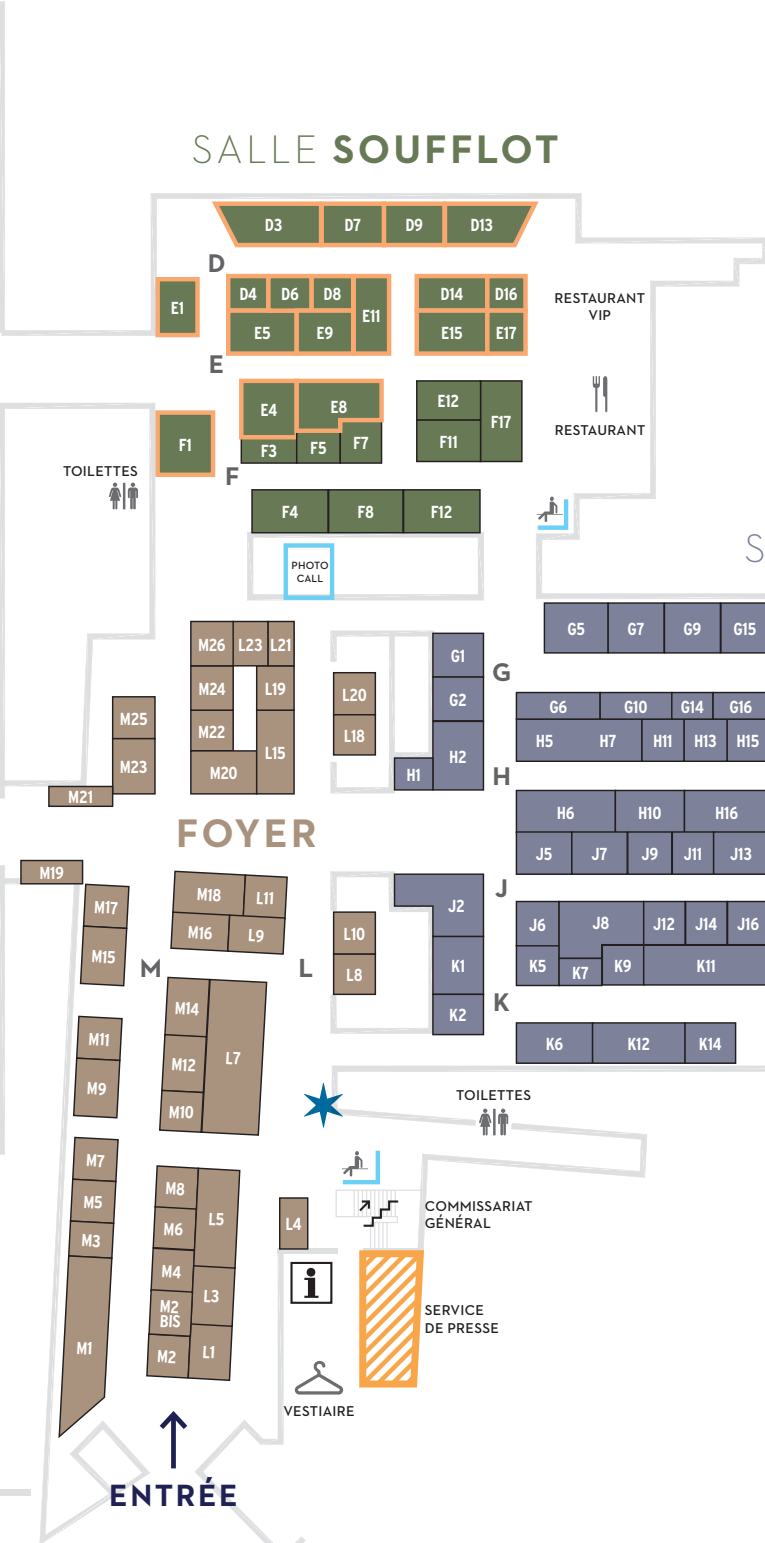 SALLE SOUFFLOT
D3 D7 D9 D13
D
E1
D4 D6 D8 E11 D14 D16
E5 E9 E15 E17
RESTAURANT
VIP
E
E4 E8 E12 F17
F1
F3 F5 F7 F11
RESTAURANT
TOILETTES
F
F4 F8 F12
PHOTO
CALL
S
G5 G7 G9 G15
M26 L23 L21
M24 L19
M22 L15
M20
M25
M23
M21
L20
L18
G1
G2
H2
H1
G
G6 G10 G14 G16
H5 H7 H11 H13 H15
H
FOYER
H6 H10 H16
J5 J7 J9 J11 J13
M19
M17
M15
M18 L11
M16 L9
J
J2
L10
L8
K1
K2
J6 J8 J12 J14 J16
K5 K7 K9 K11
M
L
K
K6 K12 K14
M14
M12
M10
L7
M11
M9
TOILETTES
M7
M5
M3
M1
M8
M6
M4
M2
BIS
M2
L5
L3
L1
L4
COMMISSARIAT
GÉNÉRAL
i
SERVICE
DE PRESSE
VESTIAIRE
ENTRÉE